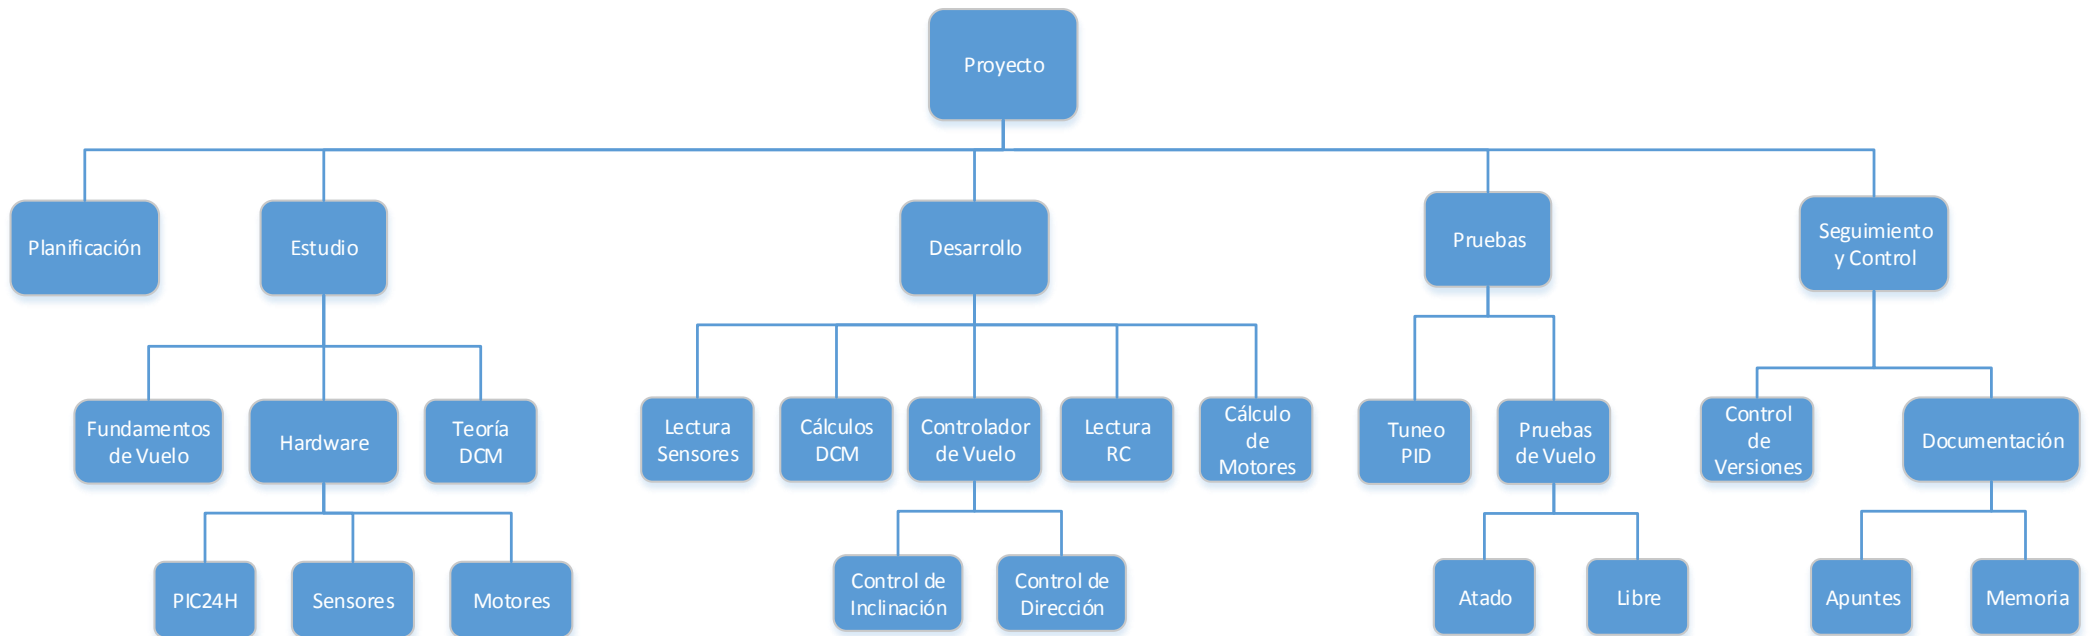 Proyecto
Planificación
Estudio
Desarrollo
Pruebas
Seguimiento
y Control
Fundamentos
de Vuelo
Hardware
Teoría
DCM
Lectura
Sensores
Cálculos
DCM
Controlador
de Vuelo
Lectura
RC
Cálculo
de
Motores
Tuneo
PID
Pruebas
de Vuelo
Control
de
Versiones
Documentación
PIC24H
Sensores
Motores
Control de
Inclinación
Control de
Dirección
Atado
Libre
Apuntes
Memoria